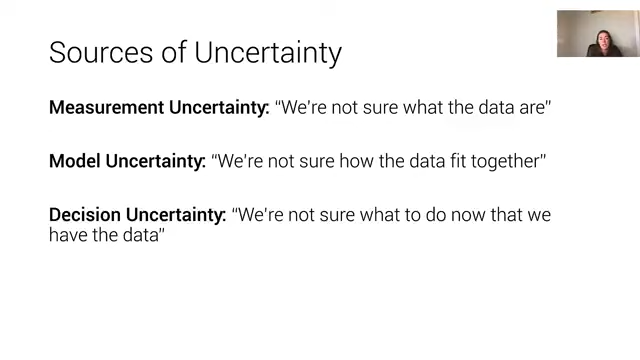 Sources of Uncertainty
Measurement Uncertainty: “We’re not sure what the data are”
Model Uncertainty: “We’re not sure how the data fit together”
Decision Uncertainty: “We’re not sure what to do now that we
have the data”